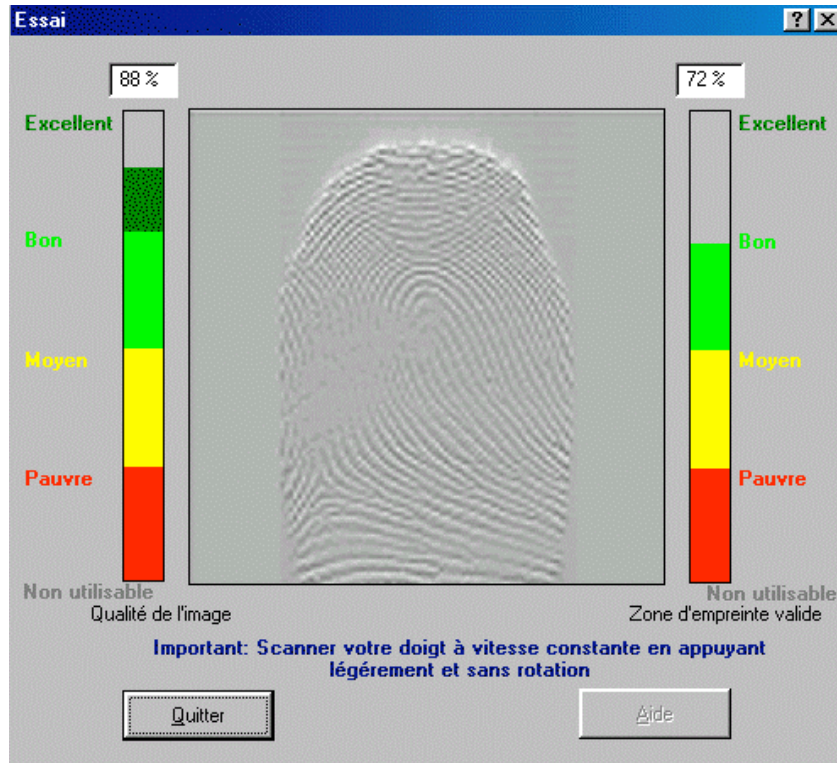 Essai
88 %
72 %
Excellent
Excellent
Bon
Bon
Moyen
Moyen
Pauvre
Pauvre
Non utilisable
Non utilisable
Qualité de l'image
Zone d'empreinte valide
Important: Scanner votre doigt à vitesse constante en appuyant
légérement et sans rotation
Quitter
Aide